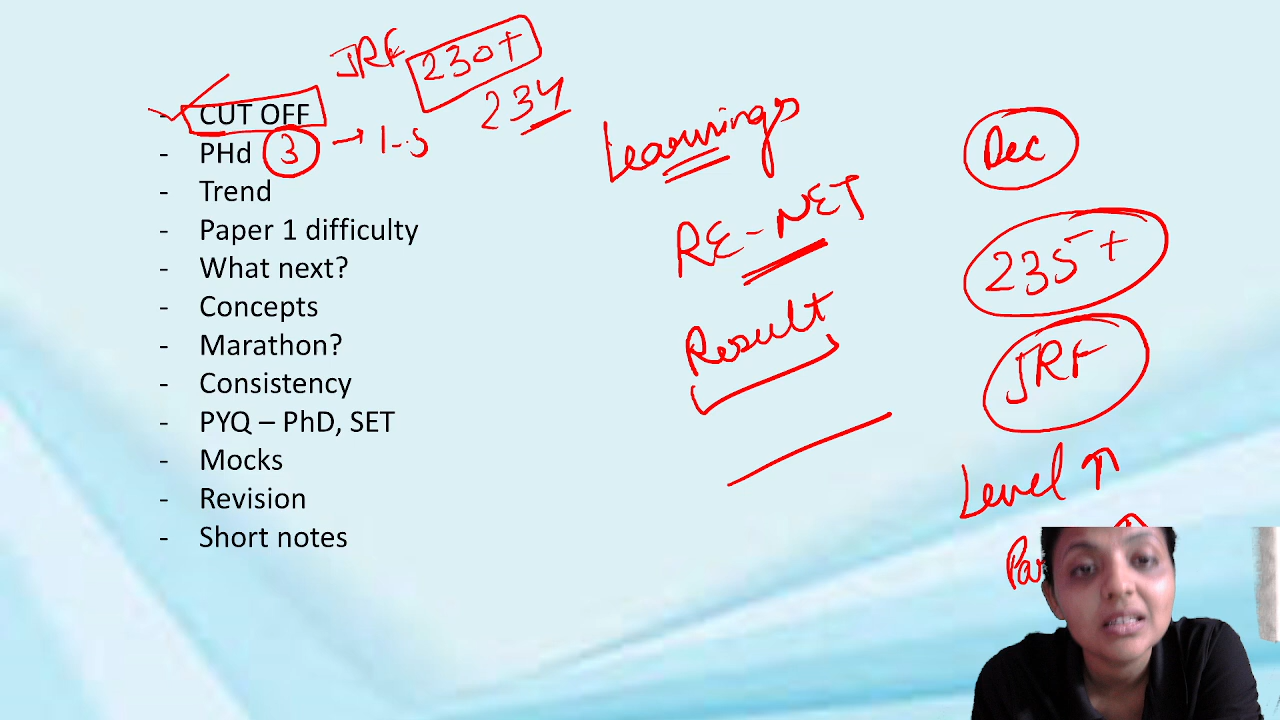 JRF 230+
234
- CUT OFF
- PHd 3 → 1-5
- Trend
- Paper 1 difficulty
- What next?
- Concepts
- Marathon?
- Consistency
- PYQ – PhD, SET
- Mocks
- Revision
- Short notes
Learnings
RE-NET
Result
Dec
235+
JRF
Level ↑